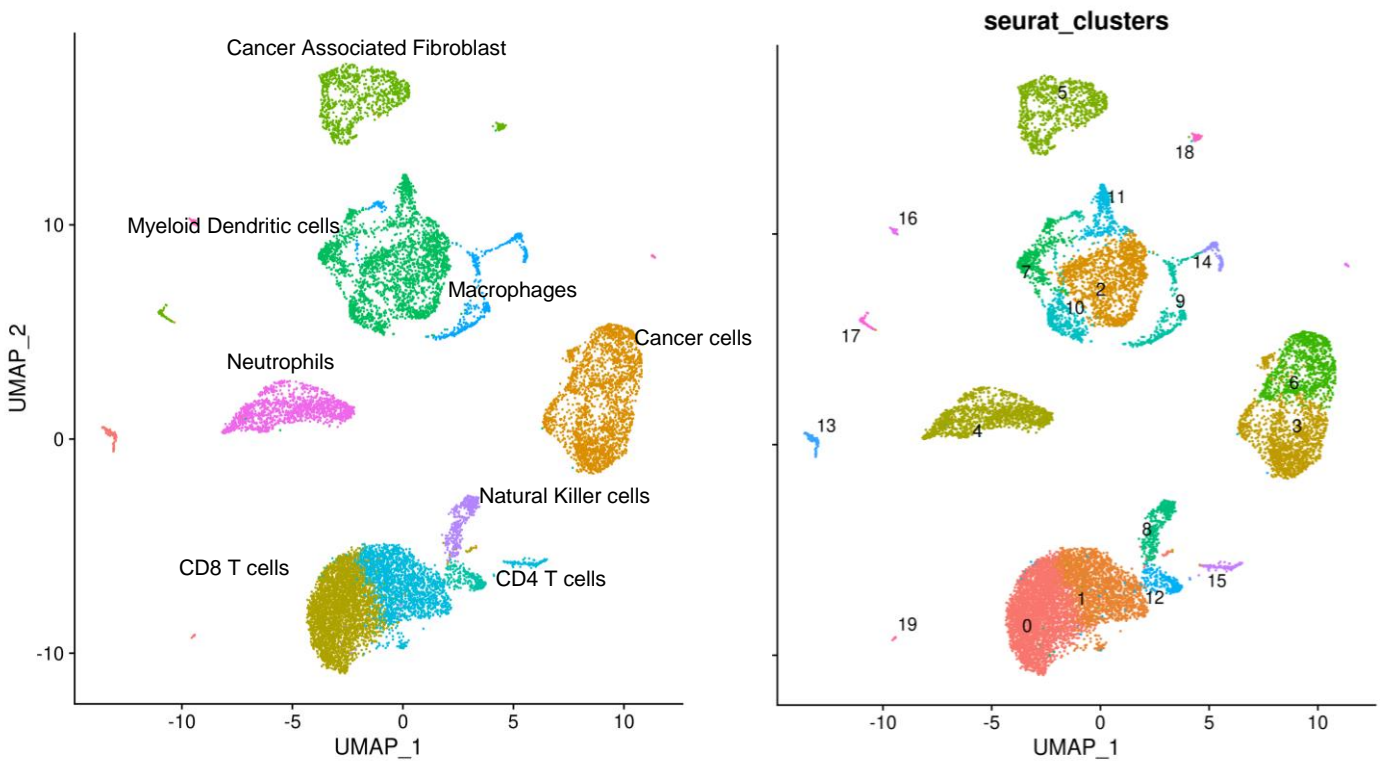 Cancer Associated Fibroblast
Myeloid Dendritic cells
Macrophages
Cancer cells
Neutrophils
Natural Killer cells
CD8 T cells
CD4 T cells
10
0
-10
UMAP_2
-10
-5
0
5
10
UMAP_1
seurat_clusters
5
18
11
16
14
7
2
9
10
17
6
13
3
4
8
15
12
1
0
19
-10
-5
0
5
10
UMAP_1